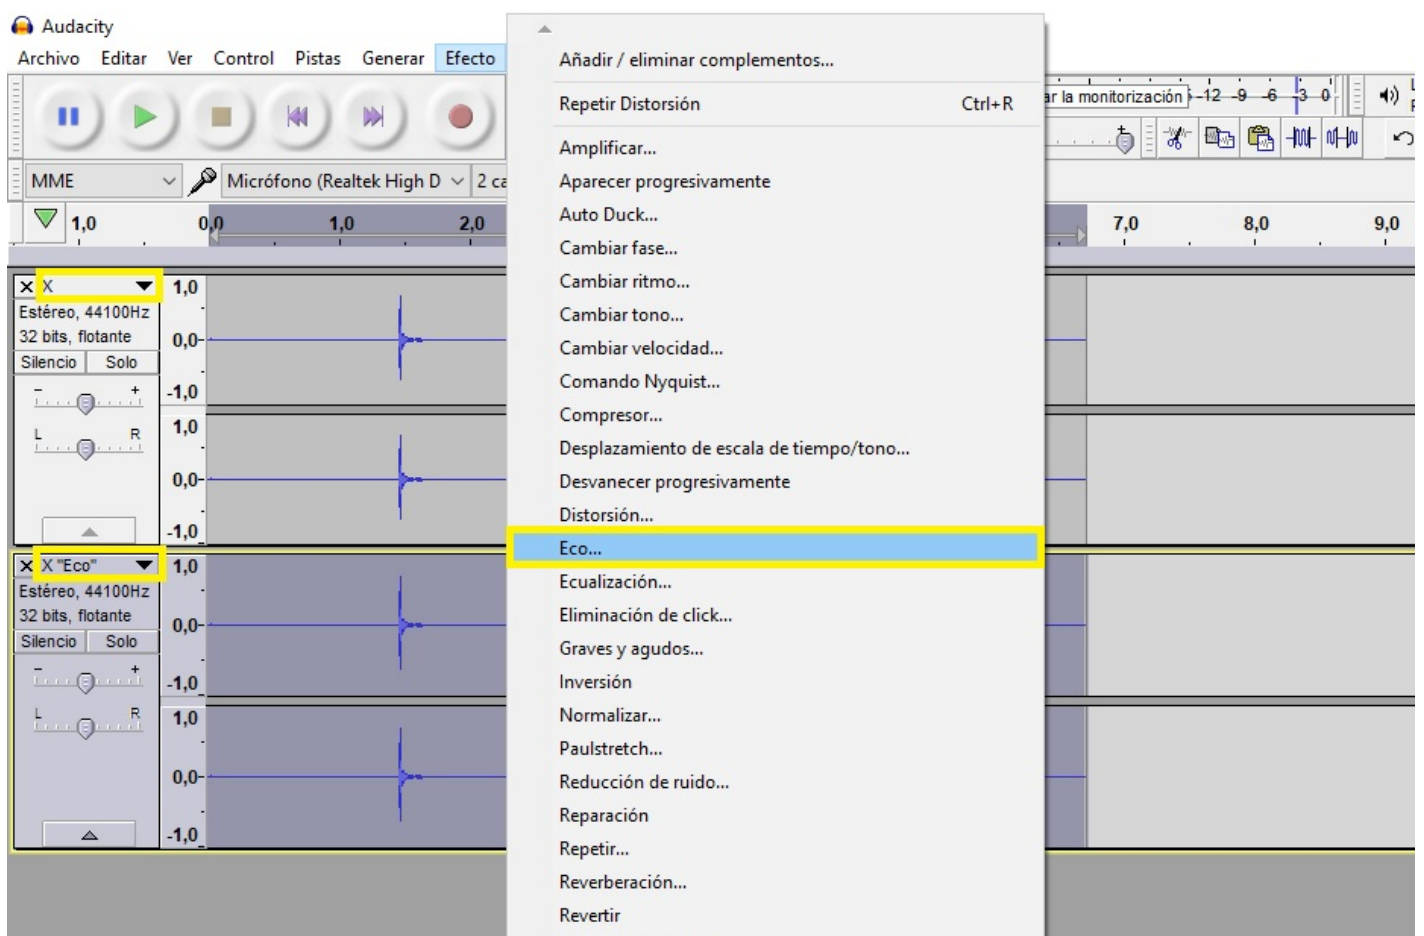 Audacity
Archivo Editar Ver Control Pistas Generar Efecto
Añadir / eliminar complementos...
Repetir Distorsión Ctrl+R
Amplificar...
Aparecer progresivamente
Auto Duck...
Cambiar fase...
Cambiar ritmo...
Cambiar tono...
Cambiar velocidad...
Comando Nyquist...
Compresor...
Desplazamiento de escala de tiempo/tono...
Desvanecer progresivamente
Distorsión...
Eco...
Ecualización...
Eliminación de click...
Graves y agudos...
Inversión
Normalizar...
Paulstretch...
Reducción de ruido...
Reparación
Repetir...
Reverberación...
Revertir
ar la monitorización -12 -9 -6 -3 0
L
MME Micrófono (Realtek High D 2 ca
1,0 0,0 1,0 2,0 7,0 8,0 9,0
X X 1,0
Estéreo, 44100Hz
32 bits, flotante 0,0
Silencio Solo
- + -1,0
L R 1,0
0,0
-1,0
X X "Eco" 1,0
Estéreo, 44100Hz
32 bits, flotante 0,0
Silencio Solo
- + -1,0
L R 1,0
0,0
-1,0